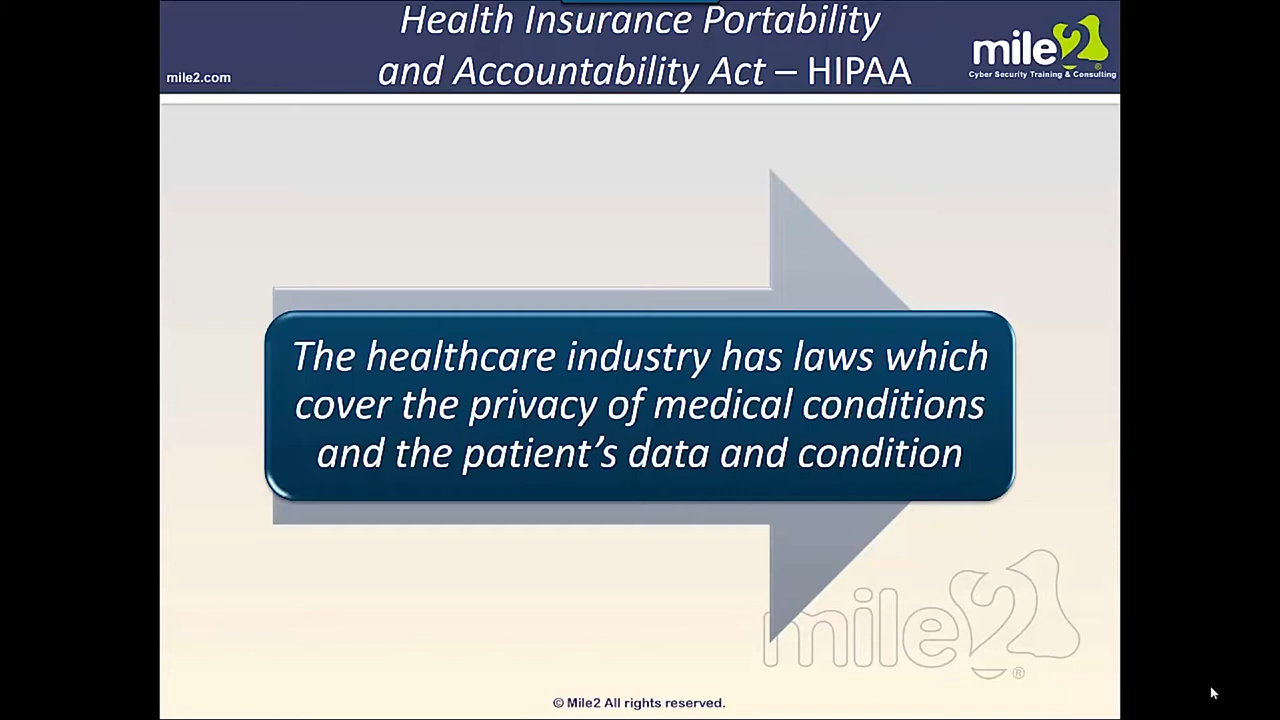 Health Insurance Portability
and Accountability Act – HIPAA
mile2.com
mile2
Cyber Security Training & Consulting
The healthcare industry has laws which
cover the privacy of medical conditions
and the patient’s data and condition
mile2®
© Mile2 All rights reserved.